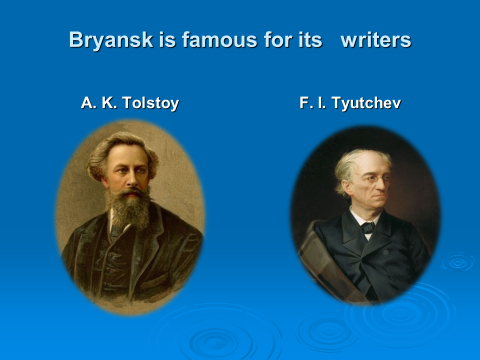 Bryansk is famous for its writers
A. K. Tolstoy
F. I. Tyutchev